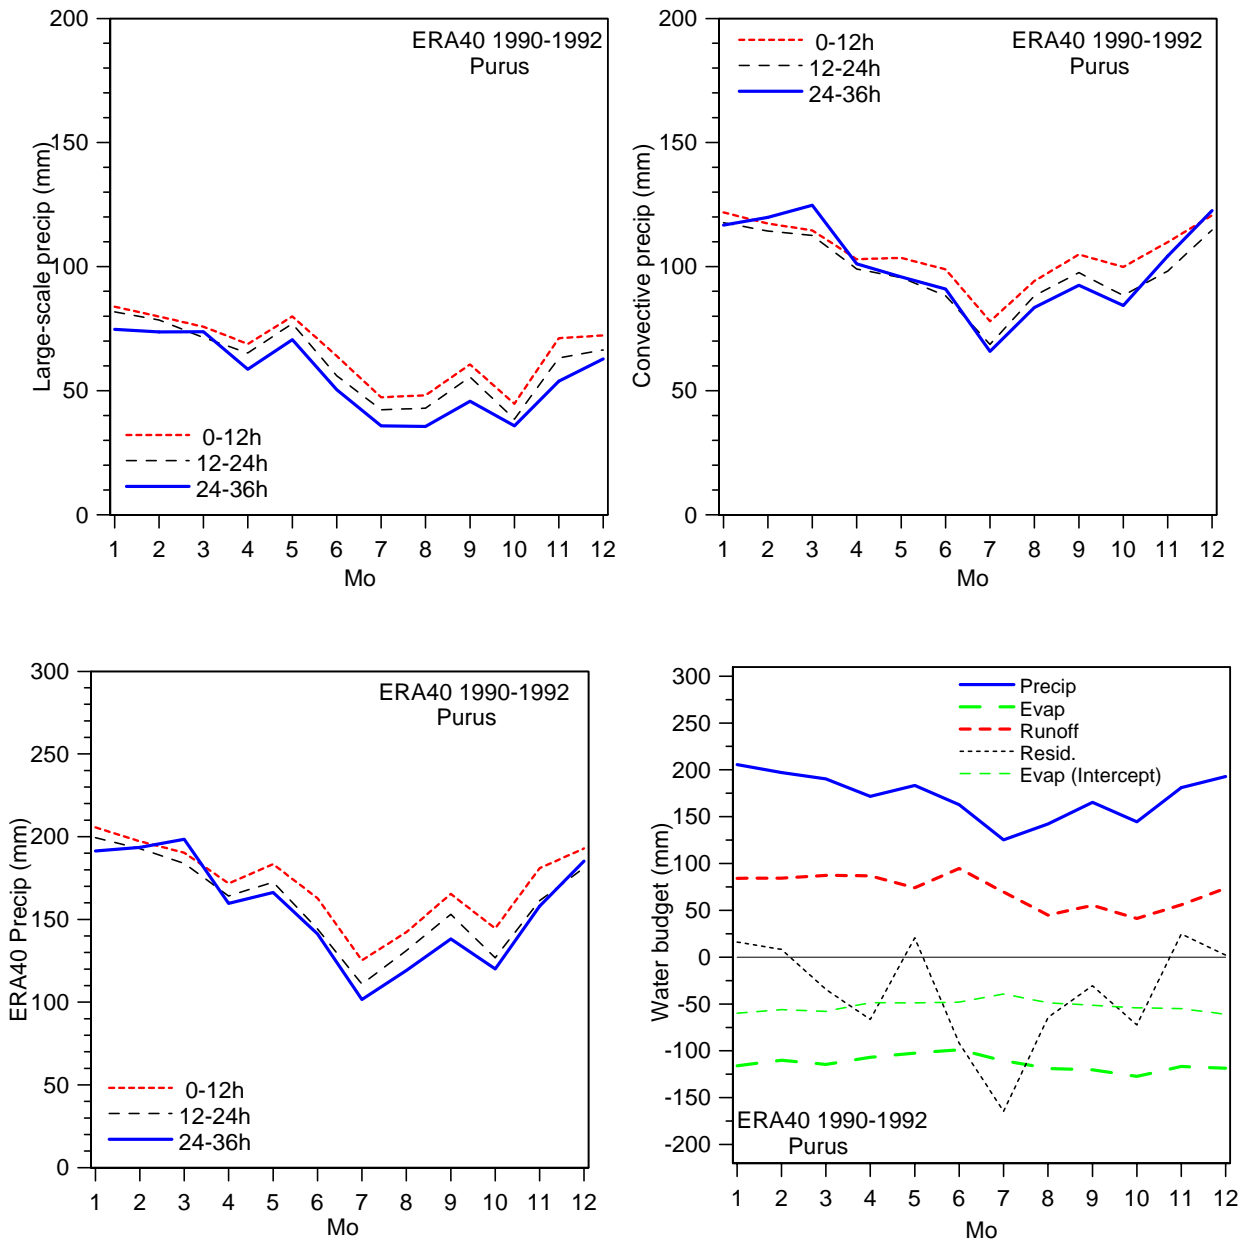 200
150
100
50
0
Large-scale precip (mm)
ERA40 1990-1992
Purus
0-12h
12-24h
24-36h
1 2 3 4 5 6 7 8 9 10 11 12
Mo
200
150
100
50
0
Convective precip (mm)
0-12h
12-24h
24-36h
ERA40 1990-1992
Purus
1 2 3 4 5 6 7 8 9 10 11 12
Mo
300
250
200
150
100
50
0
ERA40 Precip (mm)
ERA40 1990-1992
Purus
0-12h
12-24h
24-36h
1 2 3 4 5 6 7 8 9 10 11 12
Mo
300
250
200
150
100
50
0
-50
-100
-150
-200
Water budget (mm)
Precip
Evap
Runoff
Resid.
Evap (Intercept)
ERA40 1990-1992
Purus
1 2 3 4 5 6 7 8 9 10 11 12
Mo